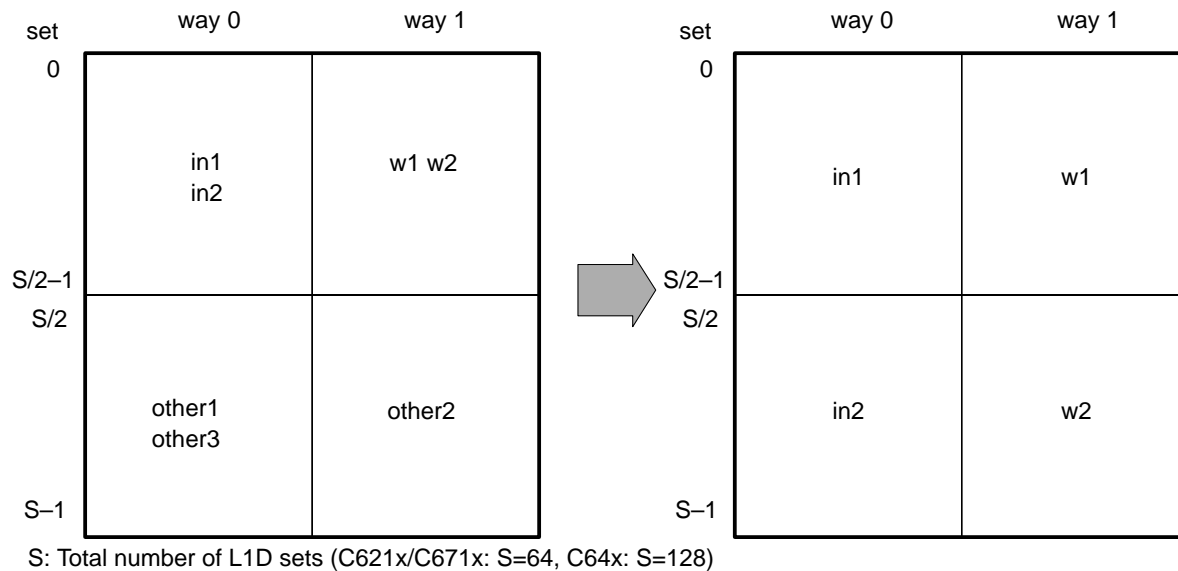 set way 0 way 1
0
in1
in2
w1 w2
S/2–1
S/2
other1
other3
other2
S–1
set way 0 way 1
0
in1
w1
S/2–1
S/2
in2
w2
S–1
S: Total number of L1D sets (C621x/C671x: S=64, C64x: S=128)